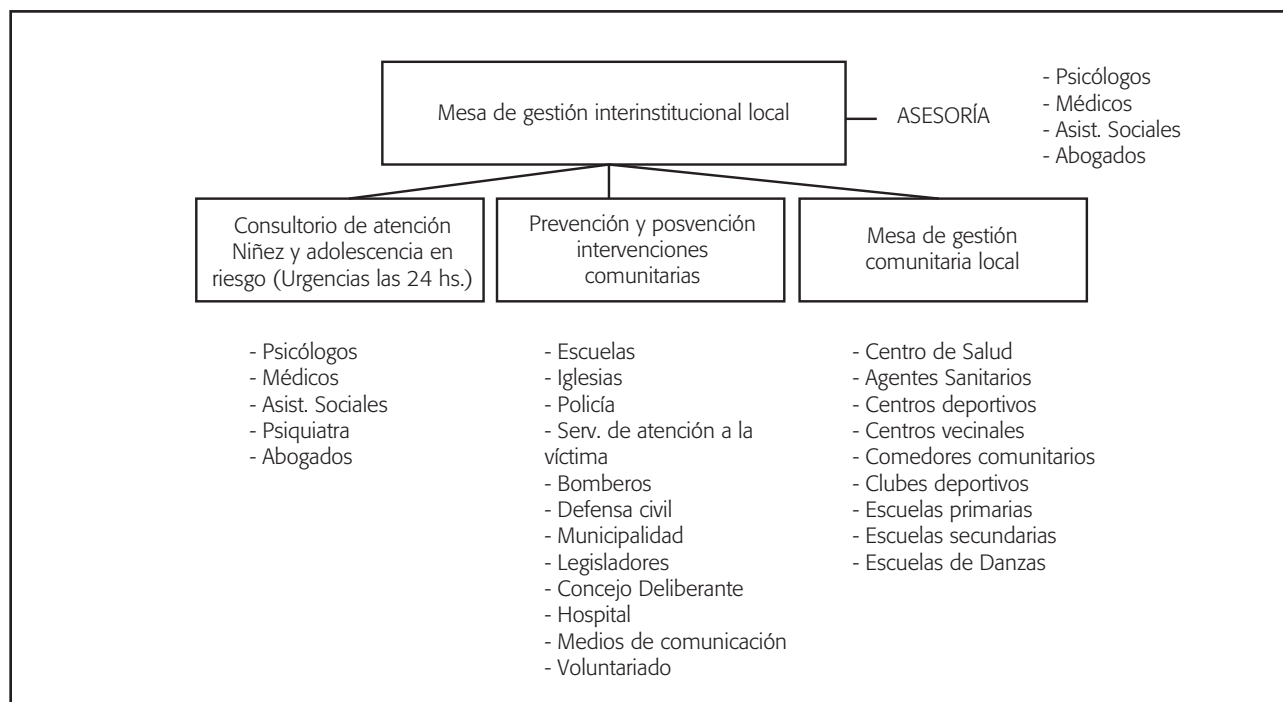 Mesa de gestión interinstitucional local
ASESORÍA
- Psicólogos
- Médicos
- Asist. Sociales
- Abogados
Consultorio de atención
Niñez y adolescencia en
riesgo (Urgencias las 24 hs.)
- Psicólogos
- Médicos
- Asist. Sociales
- Psiquiatra
- Abogados
Prevención y posvención
intervenciones
comunitarias
- Escuelas
- Iglesias
- Policía
- Serv. de atención a la
víctima
- Bomberos
- Defensa civil
- Municipalidad
- Legisladores
- Concejo Deliberante
- Hospital
- Medios de comunicación
- Voluntariado
Mesa de gestión
comunitaria local
- Centro de Salud
- Agentes Sanitarios
- Centros deportivos
- Centros vecinales
- Comedores comunitarios
- Clubes deportivos
- Escuelas primarias
- Escuelas secundarias
- Escuelas de Danzas